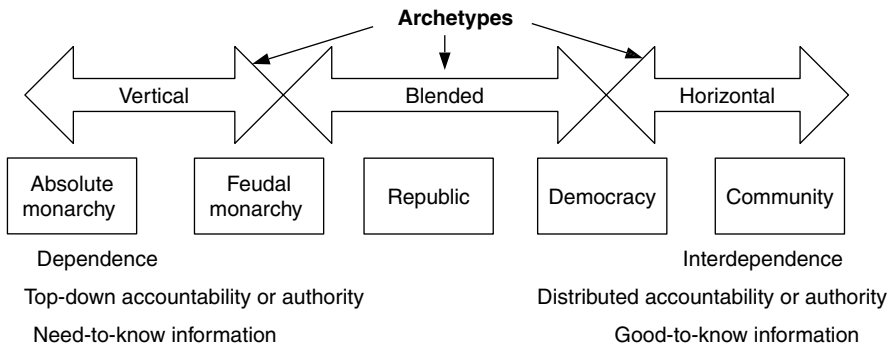 Archetypes
Vertical
Blended
Horizontal
Absolute
monarchy
Feudal
monarchy
Republic
Democracy
Community
Dependence
Interdependence
Top-down accountability or authority
Distributed accountability or authority
Need-to-know information
Good-to-know information